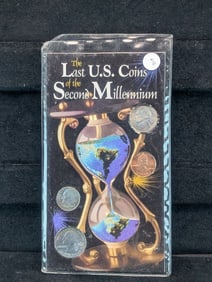 The
Last U.S. Coins
of the
Second Millennium